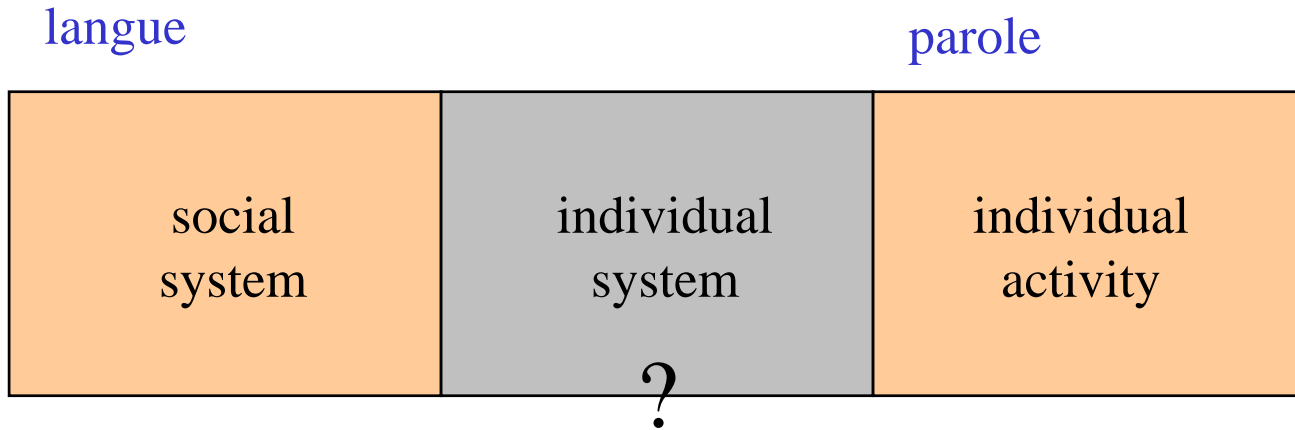 langue
parole
social
system
individual
system
?
individual
activity